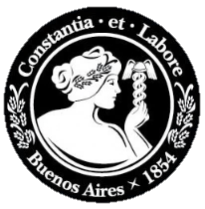 Constantia · et · Labore
Buenos Aires × 1854